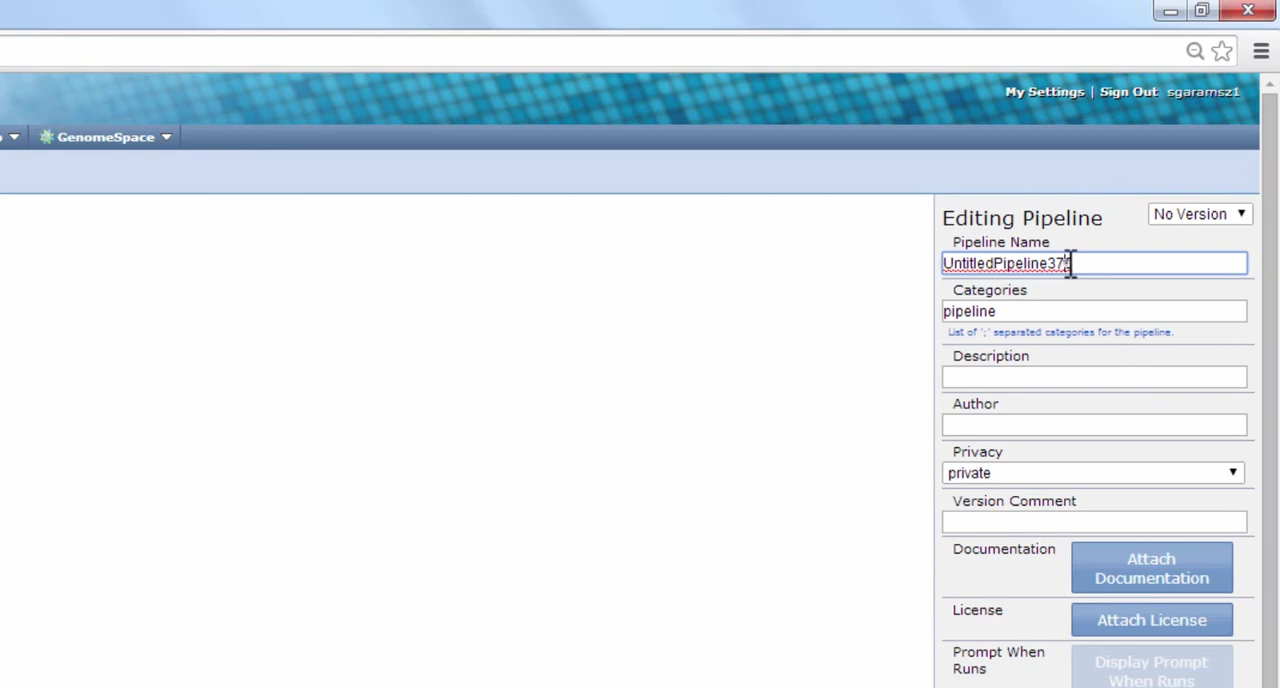 My Settings | Sign Out sgaramsz1
GenomeSpace
Editing Pipeline
No Version
Pipeline Name
Categories
pipeline
List of ';' separated categories for the pipeline.
Description
Author
Privacy
private
Version Comment
Documentation
Attach
Documentation
License
Attach License
Prompt When
Runs
Display Prompt
When Runs